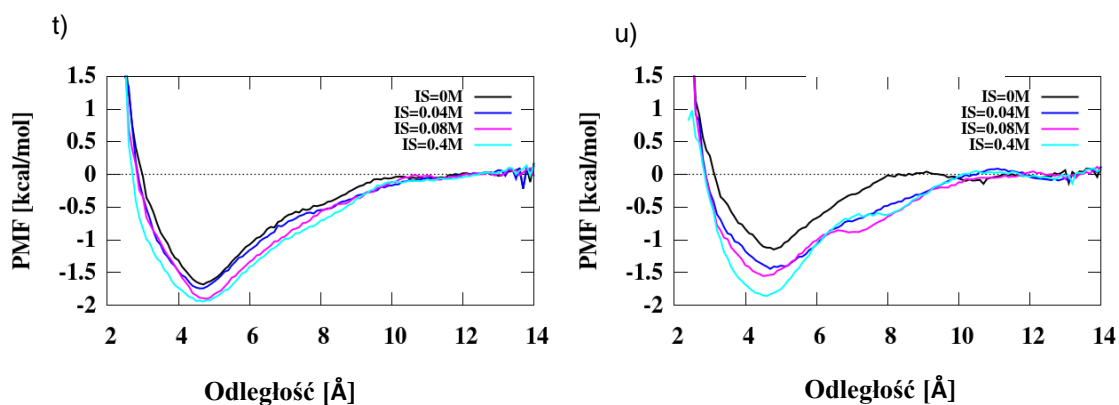 t)
1.5
1
0.5
0
-0.5
-1
-1.5
-2
PMF [kcal/mol]
IS=0M
IS=0.04M
IS=0.08M
IS=0.4M
2 4 6 8 10 12 14
Odległość [Å]
u)
1.5
1
0.5
0
-0.5
-1
-1.5
-2
PMF [kcal/mol]
IS=0M
IS=0.04M
IS=0.08M
IS=0.4M
2 4 6 8 10 12 14
Odległość [Å]